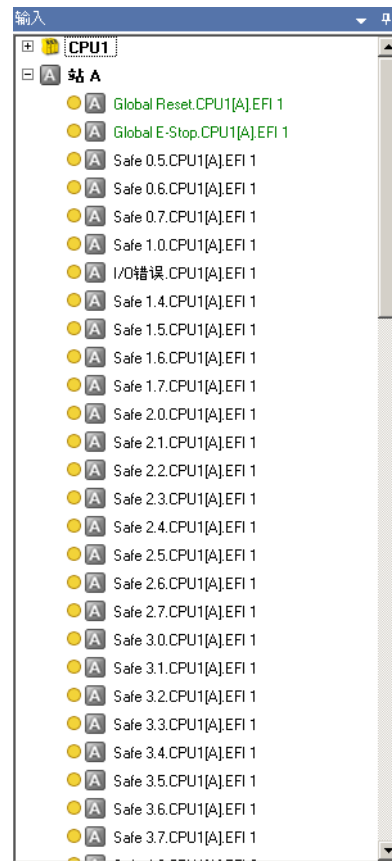 输入
CPU1
A 站 A
A Global Reset.CPU1[A].EFI 1
A Global E-Stop.CPU1[A].EFI 1
A Safe 0.5.CPU1[A].EFI 1
A Safe 0.6.CPU1[A].EFI 1
A Safe 0.7.CPU1[A].EFI 1
A Safe 1.0.CPU1[A].EFI 1
A I/O错误.CPU1[A].EFI 1
A Safe 1.4.CPU1[A].EFI 1
A Safe 1.5.CPU1[A].EFI 1
A Safe 1.6.CPU1[A].EFI 1
A Safe 1.7.CPU1[A].EFI 1
A Safe 2.0.CPU1[A].EFI 1
A Safe 2.1.CPU1[A].EFI 1
A Safe 2.2.CPU1[A].EFI 1
A Safe 2.3.CPU1[A].EFI 1
A Safe 2.4.CPU1[A].EFI 1
A Safe 2.5.CPU1[A].EFI 1
A Safe 2.6.CPU1[A].EFI 1
A Safe 2.7.CPU1[A].EFI 1
A Safe 3.0.CPU1[A].EFI 1
A Safe 3.1.CPU1[A].EFI 1
A Safe 3.2.CPU1[A].EFI 1
A Safe 3.3.CPU1[A].EFI 1
A Safe 3.4.CPU1[A].EFI 1
A Safe 3.5.CPU1[A].EFI 1
A Safe 3.6.CPU1[A].EFI 1
A Safe 3.7.CPU1[A].EFI 1